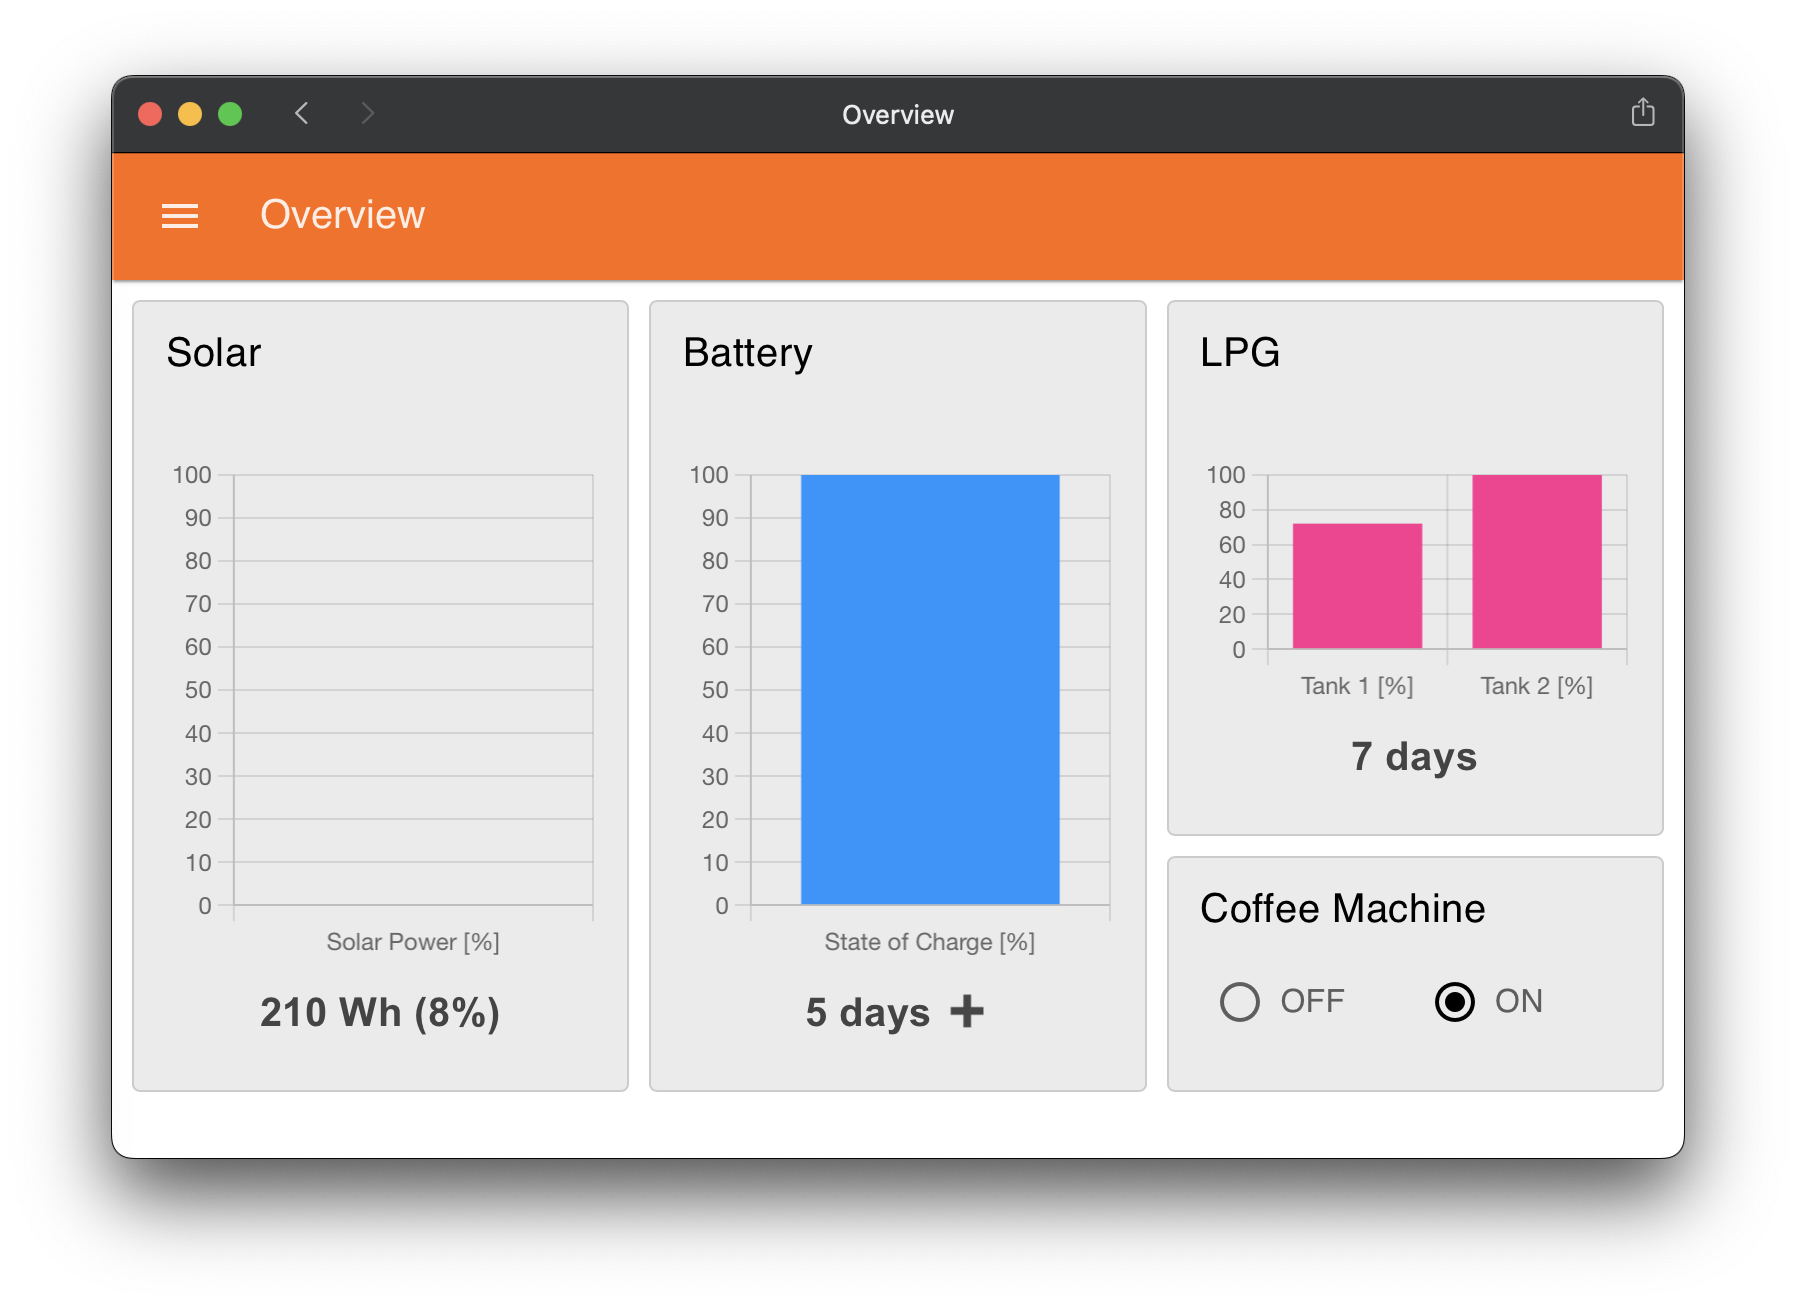 Overview
Overview
Solar
100
90
80
70
60
50
40
30
20
10
0
Solar Power [%]
210 Wh (8%)
Battery
100
90
80
70
60
50
40
30
20
10
0
State of Charge [%]
5 days +
LPG
100
80
60
40
20
0
Tank 1 [%] Tank 2 [%]
7 days
Coffee Machine
OFF ON